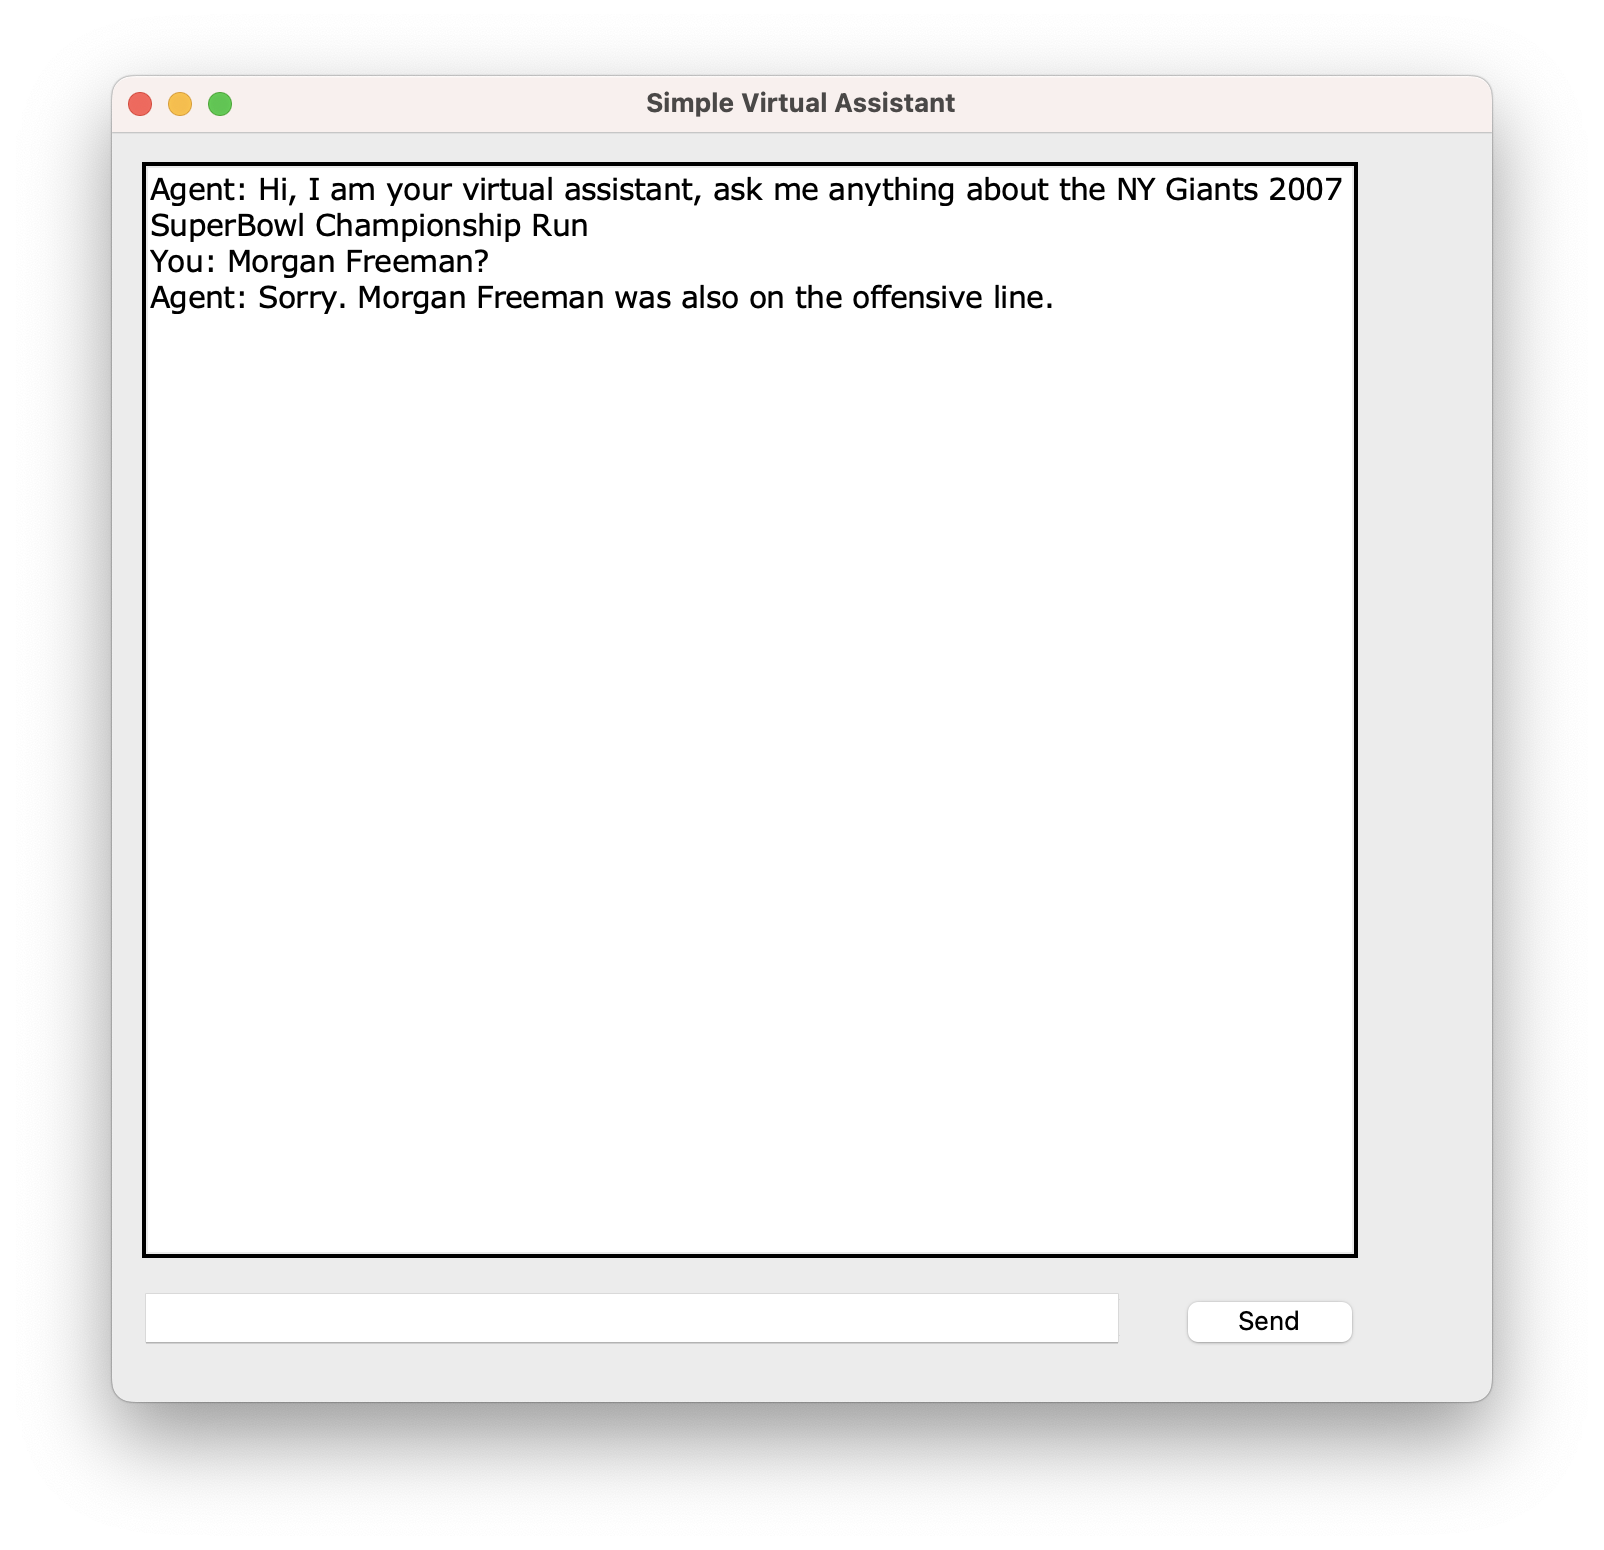 Simple Virtual Assistant
Agent: Hi, I am your virtual assistant, ask me anything about the NY Giants 2007
SuperBowl Championship Run
You: Morgan Freeman?
Agent: Sorry. Morgan Freeman was also on the offensive line.
Send